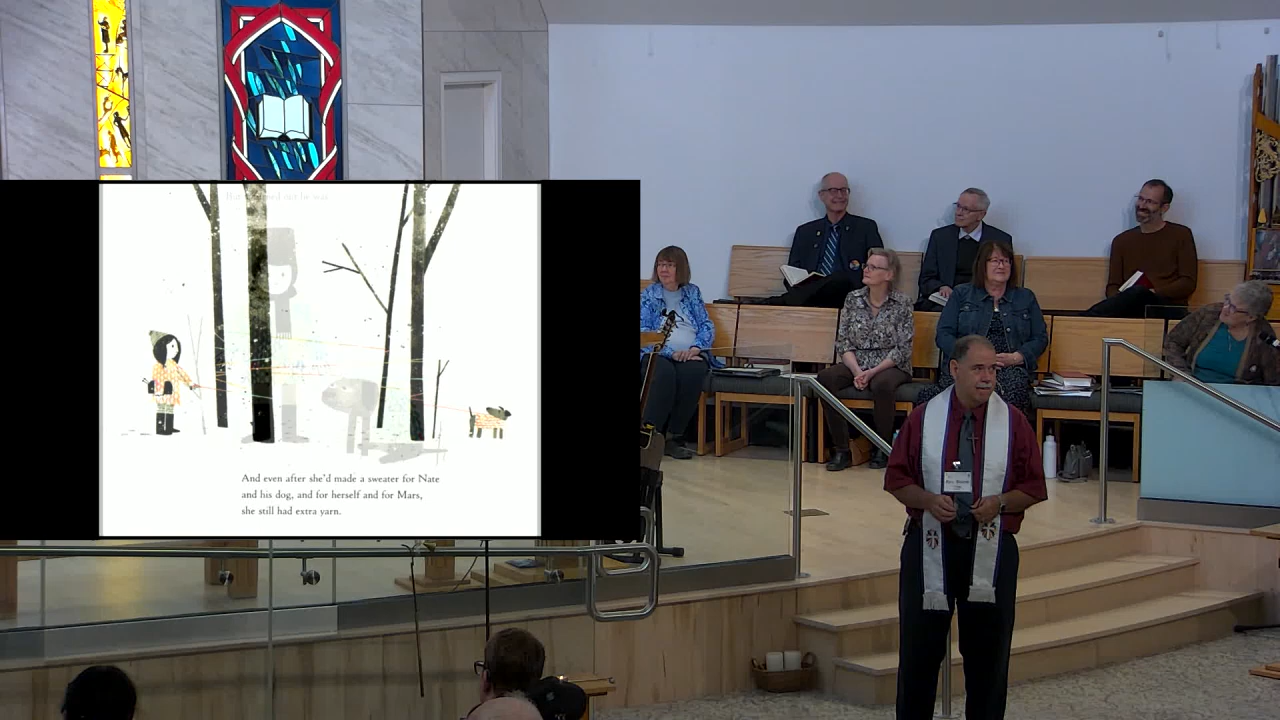 And even after she'd made a sweater for Nate
and his dog, and for herself and for Mars,
she still had extra yarn.